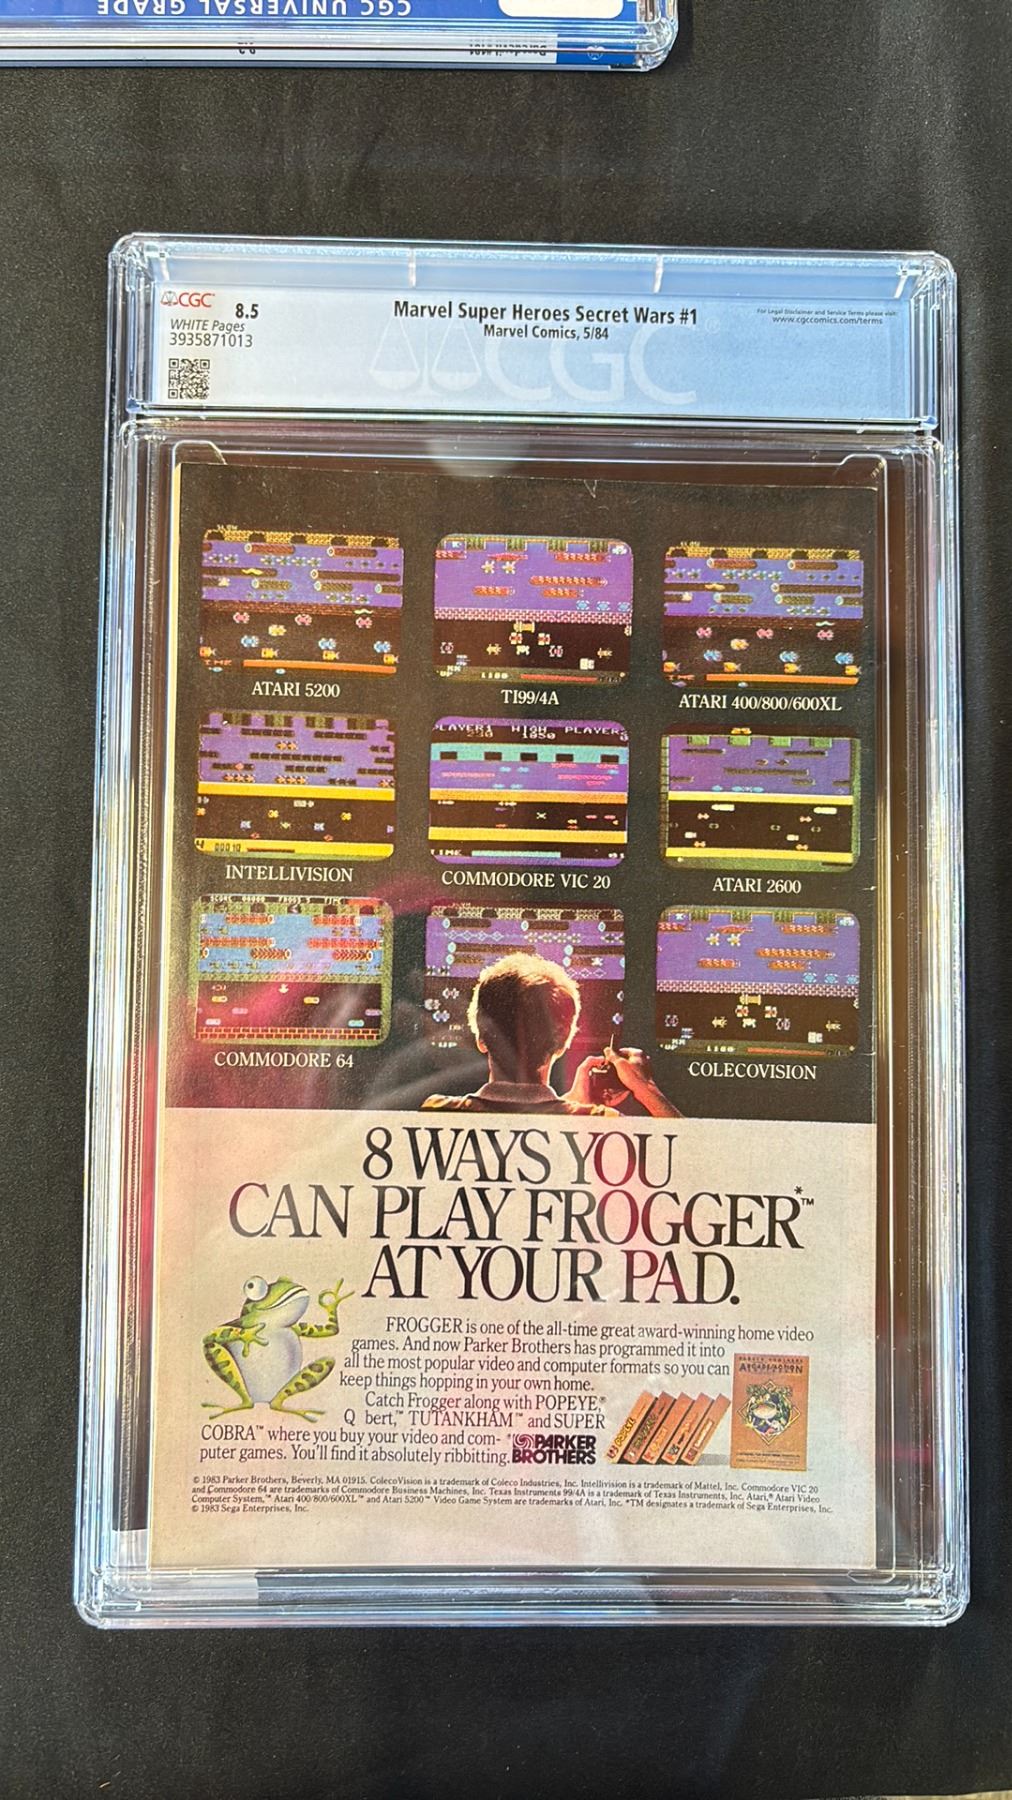 CGC UNIVERSAL GRADE
9.2
CGC
8.5
WHITE Pages
3935871013
Marvel Super Heroes Secret Wars #1
Marvel Comics, 5/84
For Legal Disclaimer and Service Terms please visit:
www.cgccomics.com/terms
CGC
ATARI 5200
TI99/4A
ATARI 400/800/600XL
INTELLIVISION
COMMODORE VIC 20
ATARI 2600
COMMODORE 64
COLECOVISION
8 WAYS YOU
CAN PLAY FROGGER*™
AT YOUR PAD.
FROGGER is one of the all-time great award-winning home video
games. And now Parker Brothers has programmed it into
all the most popular video and computer formats so you can
keep things hopping in your own home.
Catch Frogger along with POPEYE,®
Q bert,™ TUTANKHAM™ and SUPER
COBRA™ where you buy your video and com-
puter games. You'll find it absolutely ribbitting.
PARKER
BROTHERS
© 1983 Parker Brothers, Beverly, MA 01915. ColecoVision is a trademark of Coleco Industries, Inc. Intellivision is a trademark of Mattel, Inc. Commodore VIC 20
and Commodore 64 are trademarks of Commodore Business Machines, Inc. Texas Instruments 99/4A is a trademark of Texas Instruments, Inc. Atari,® Atari Video
Computer System,™ Atari 400/800/600XL™ and Atari 5200™ Video Game System are trademarks of Atari, Inc. *TM designates a trademark of Sega Enterprises, Inc.
© 1983 Sega Enterprises, Inc.